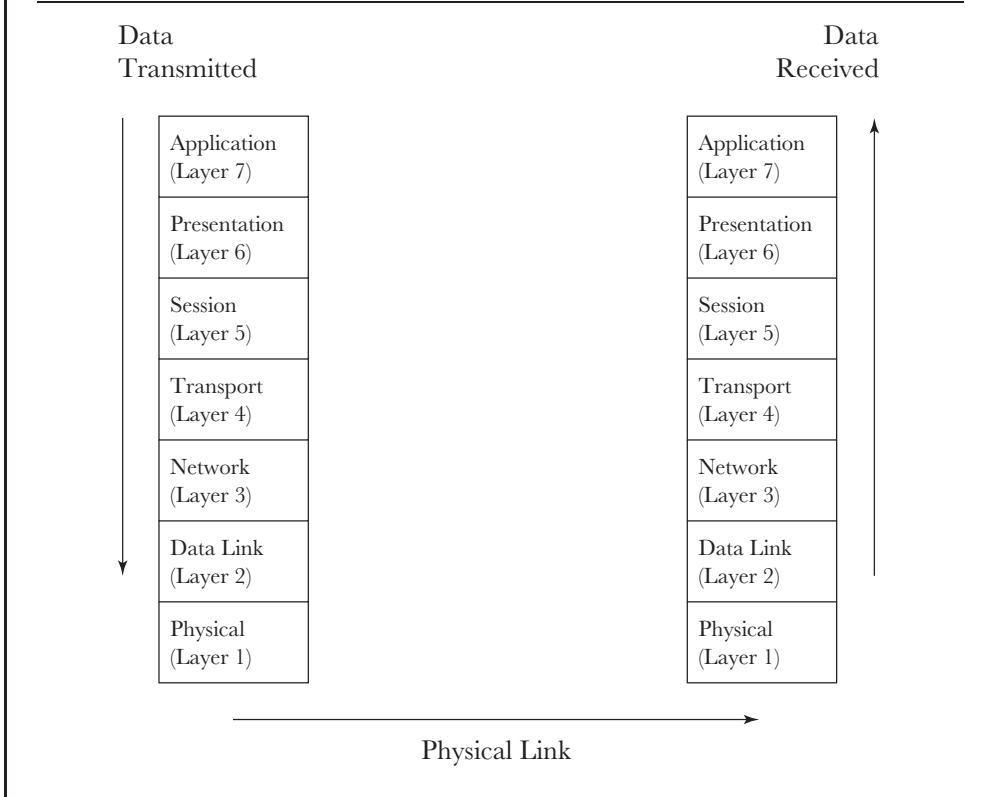 Data
Transmitted
Data
Received
Application
(Layer 7)
Presentation
(Layer 6)
Session
(Layer 5)
Transport
(Layer 4)
Network
(Layer 3)
Data Link
(Layer 2)
Physical
(Layer 1)
Application
(Layer 7)
Presentation
(Layer 6)
Session
(Layer 5)
Transport
(Layer 4)
Network
(Layer 3)
Data Link
(Layer 2)
Physical
(Layer 1)
Physical Link